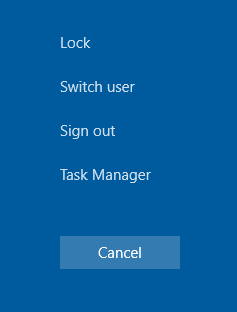 Lock
Switch user
Sign out
Task Manager
Cancel